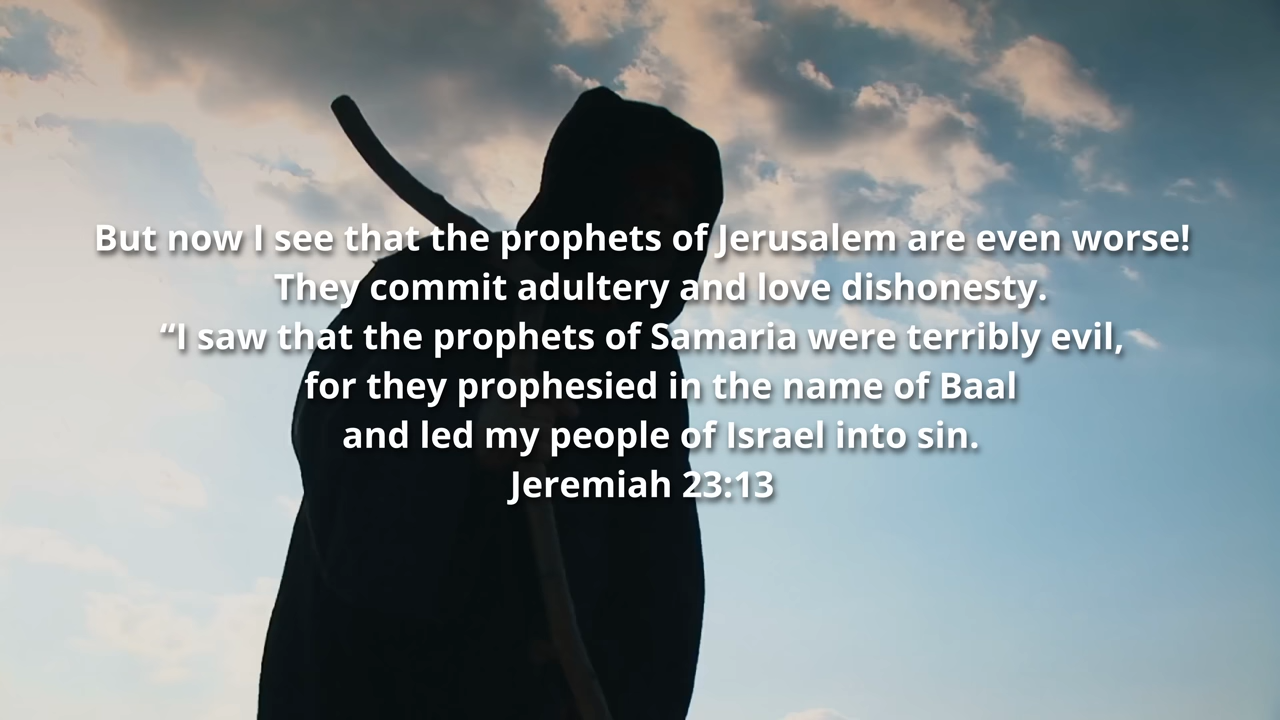 But now I see that the prophets of Jerusalem are even worse!
They commit adultery and love dishonesty.
“I saw that the prophets of Samaria were terribly evil,
for they prophesied in the name of Baal
and led my people of Israel into sin.
Jeremiah 23:13